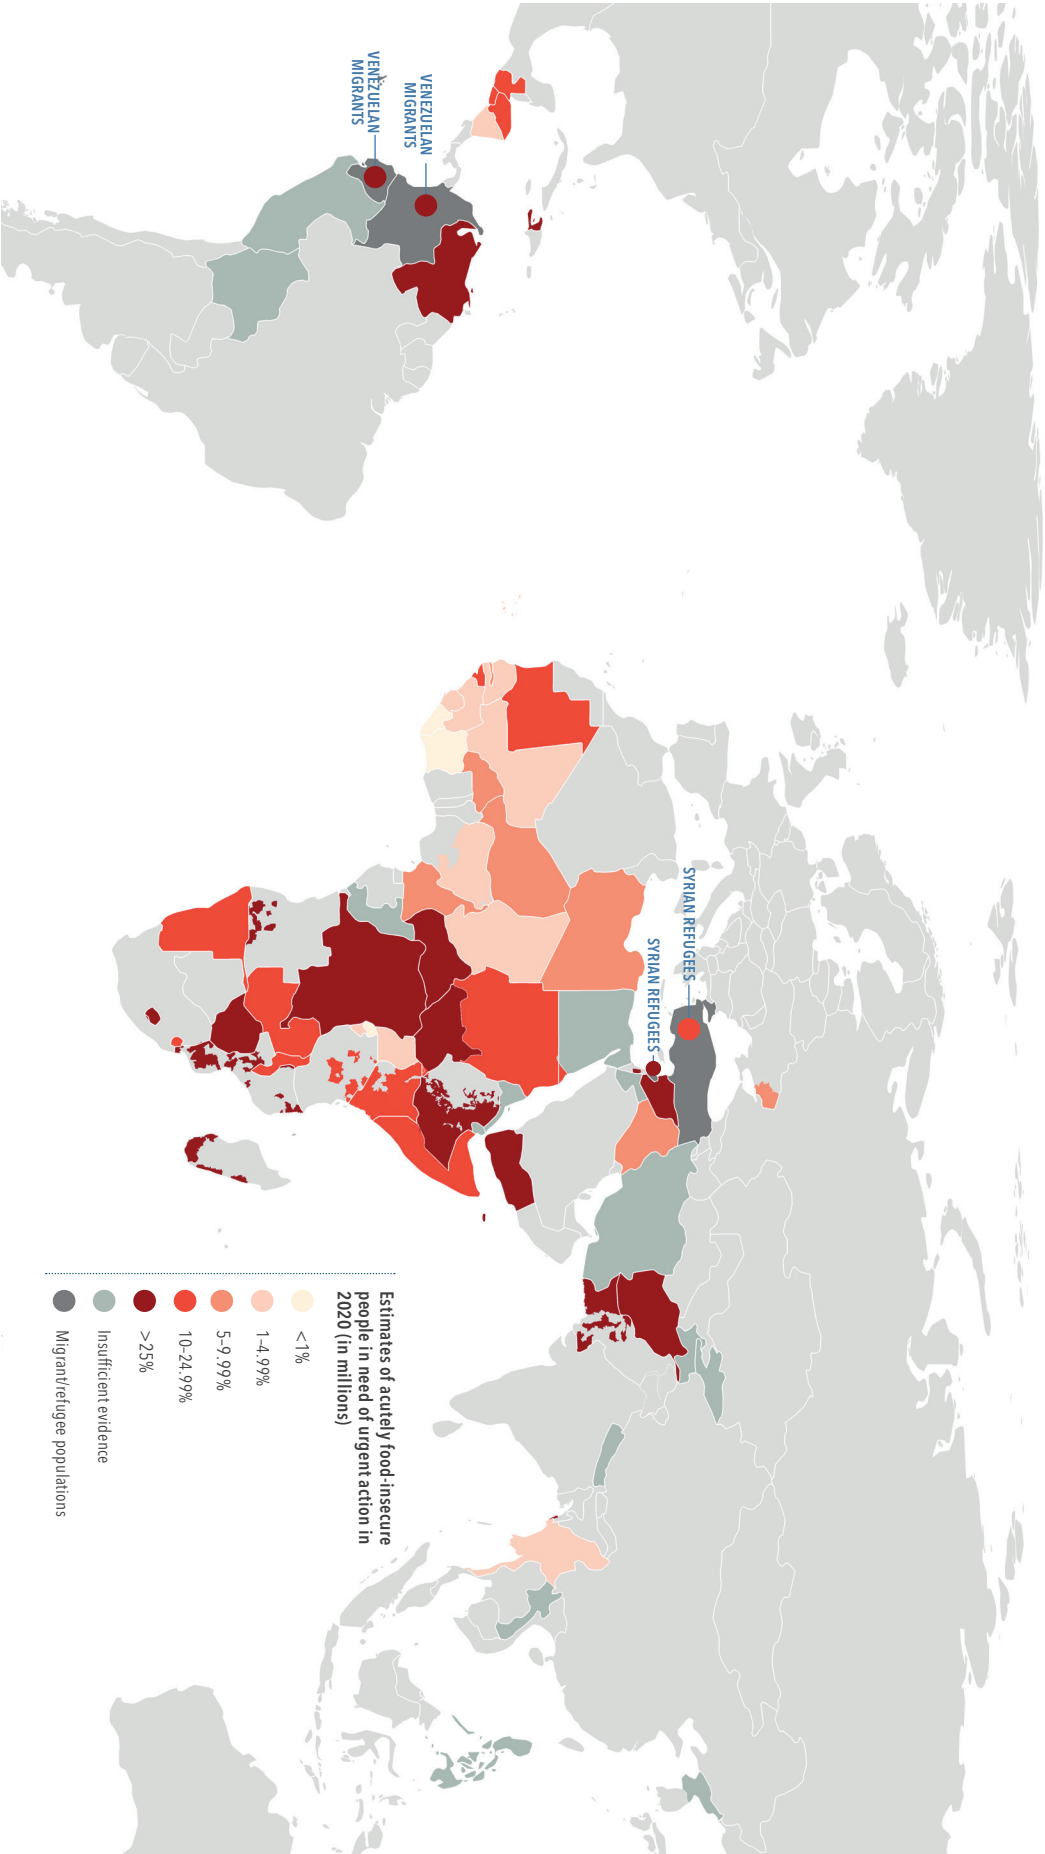 VENEZUELAN
MIGRANTS
VENEZUELAN
MIGRANTS
SYRIAN REFUGEES
SYRIAN REFUGEES
Estimates of acutely food-insecure
people in need of urgent action in
2020 (in millions)
<1%
1–4.99%
5–9.99%
10–24.99%
>25%
Insufficient evidence
Migrant/refugee populations